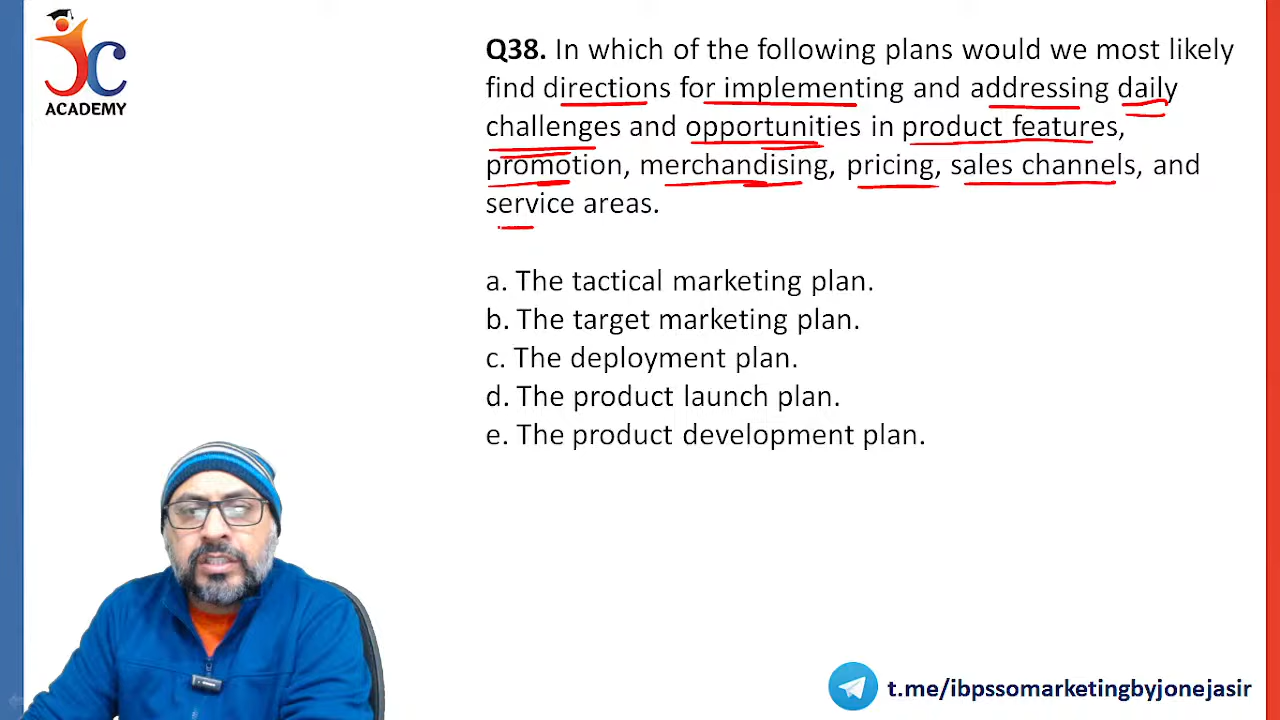 JC
ACADEMY
Q38. In which of the following plans would we most likely
find directions for implementing and addressing daily
challenges and opportunities in product features,
promotion, merchandising, pricing, sales channels, and
service areas.
a. The tactical marketing plan.
b. The target marketing plan.
c. The deployment plan.
d. The product launch plan.
e. The product development plan.
t.me/ibpssomarketingbyjonejasir